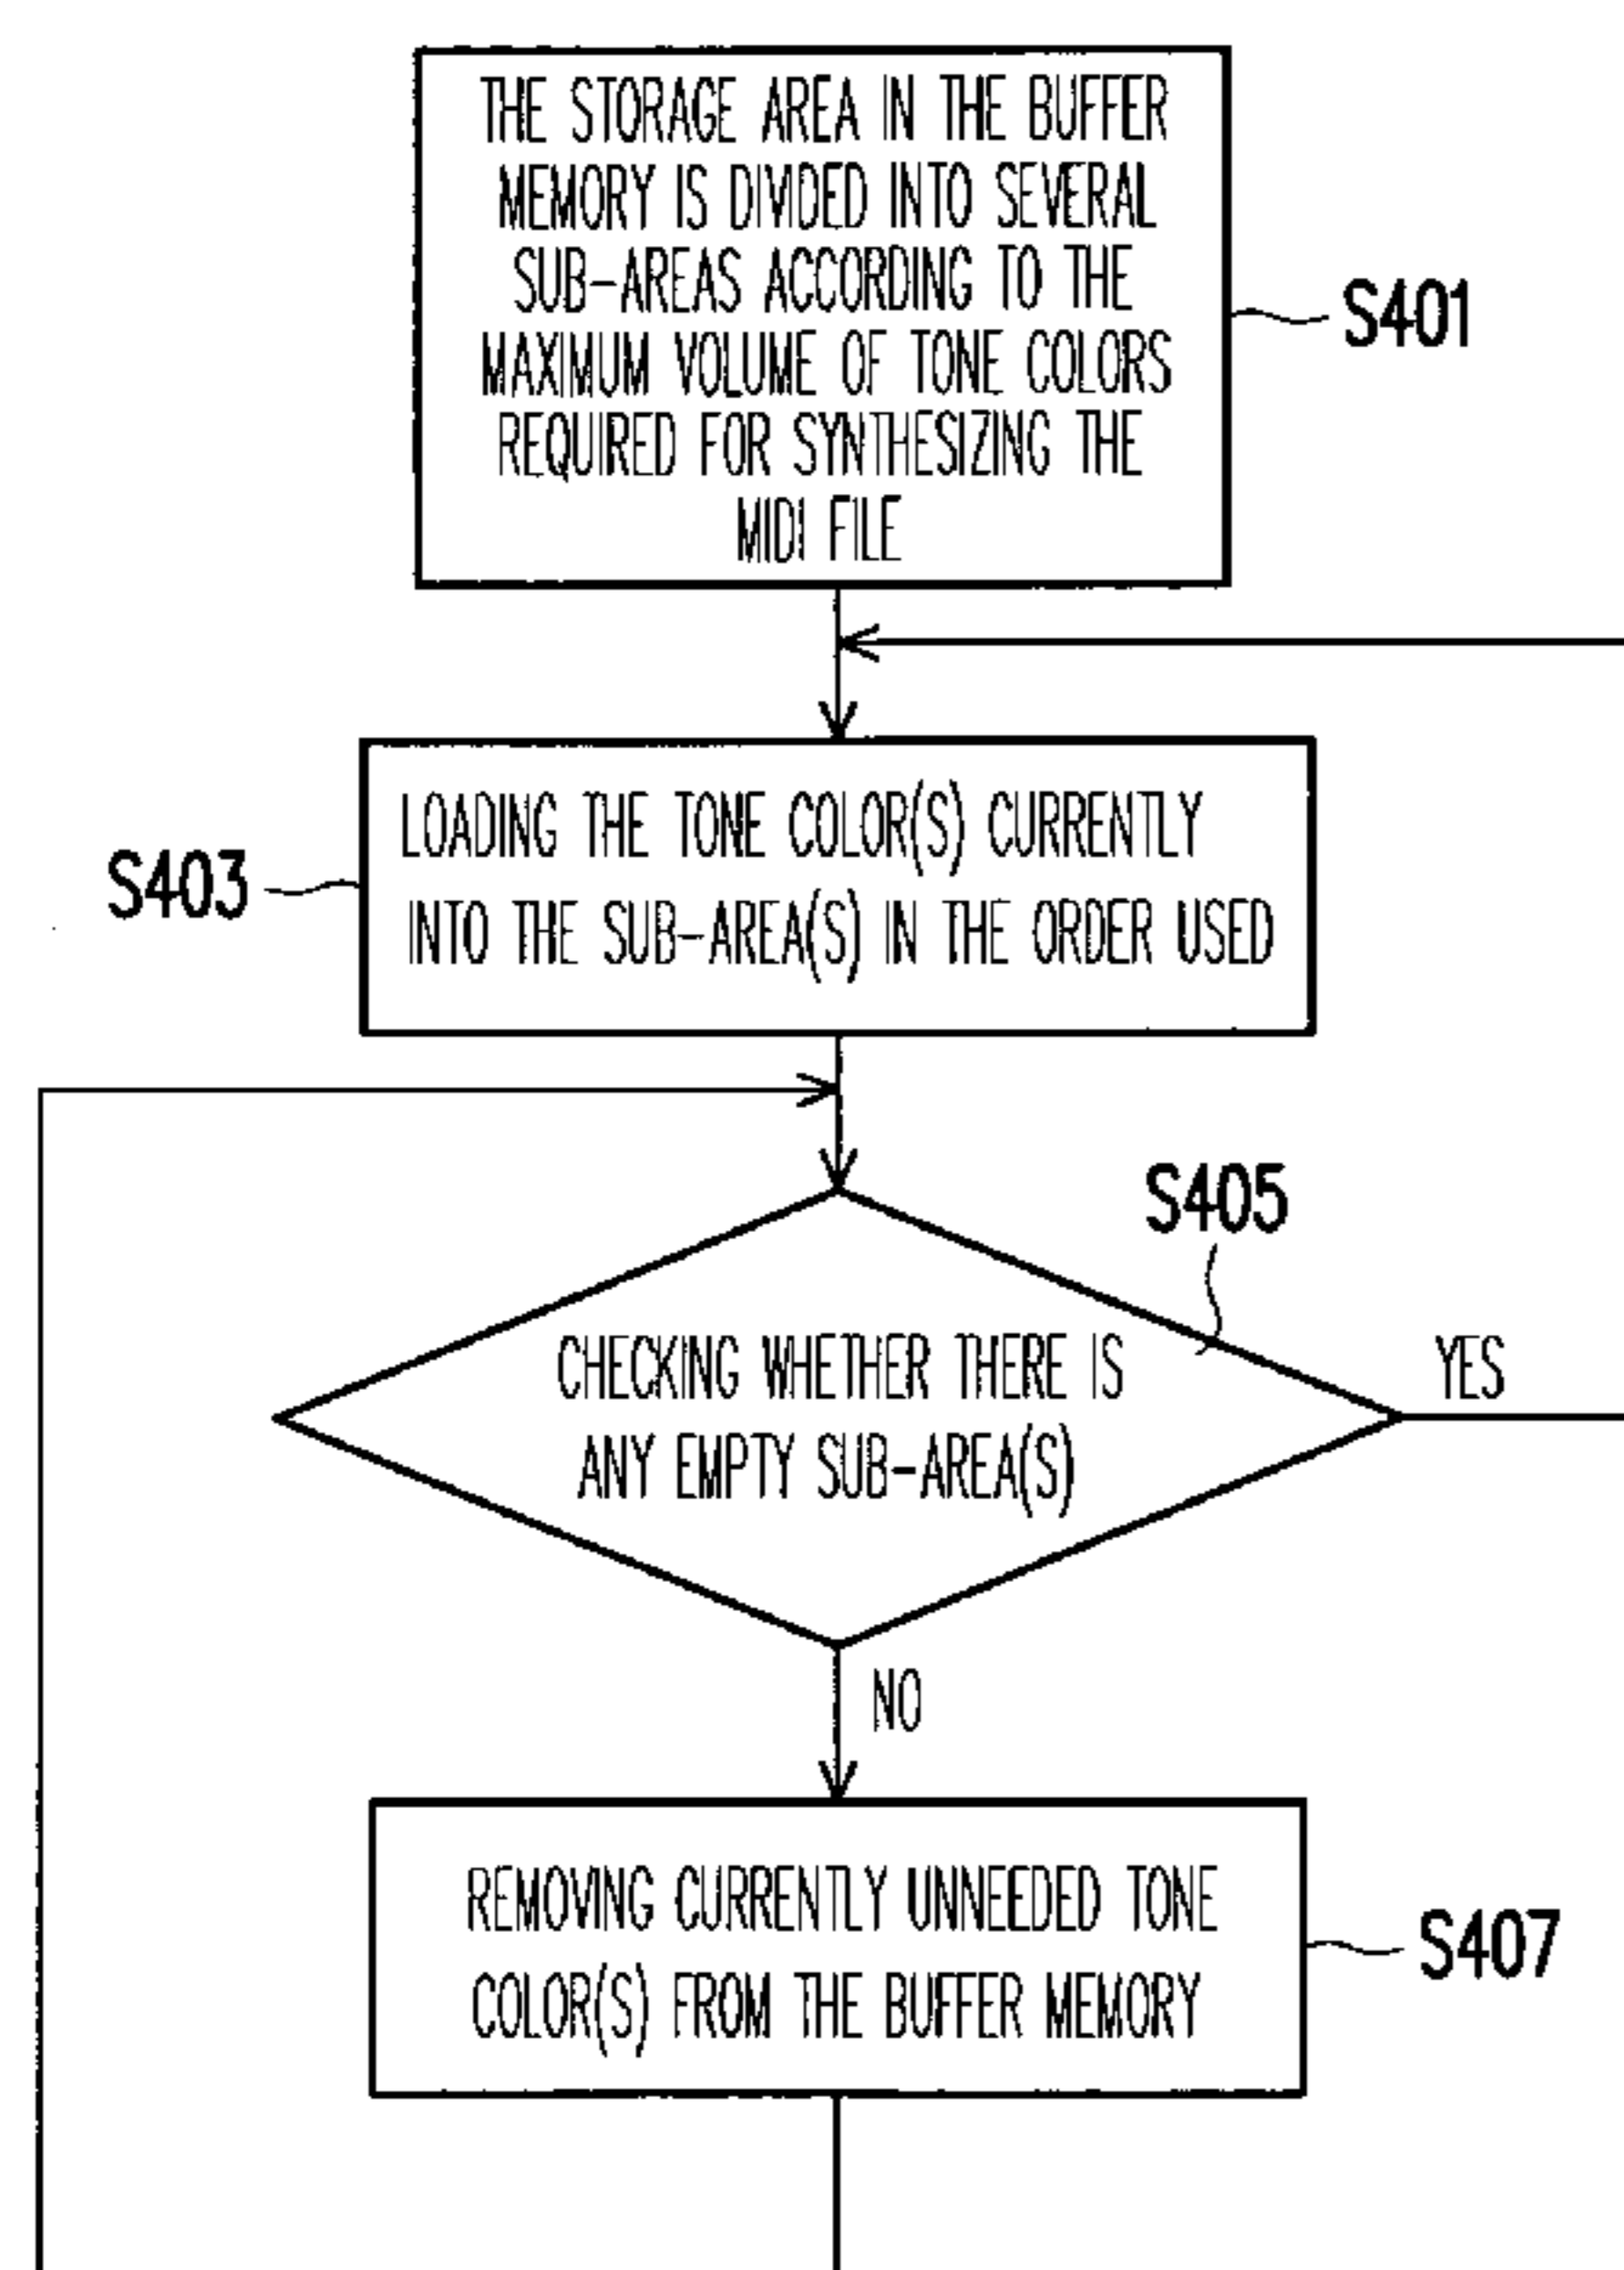 THE STORAGE AREA IN THE BUFFER
MEMORY IS DIVIDED INTO SEVERAL
SUB-AREAS ACCORDING TO THE
MAXIMUM VOLUME OF TONE COLORS
REQUIRED FOR SYNTHESIZING THE
MIDI FILE
S401
LOADING THE TONE COLOR(S) CURRENTLY
INTO THE SUB-AREA(S) IN THE ORDER USED
S403
S405
CHECKING WHETHER THERE IS
ANY EMPTY SUB-AREA(S)
YES
NO
REMOVING CURRENTLY UNNEEDED TONE
COLOR(S) FROM THE BUFFER MEMORY
S407